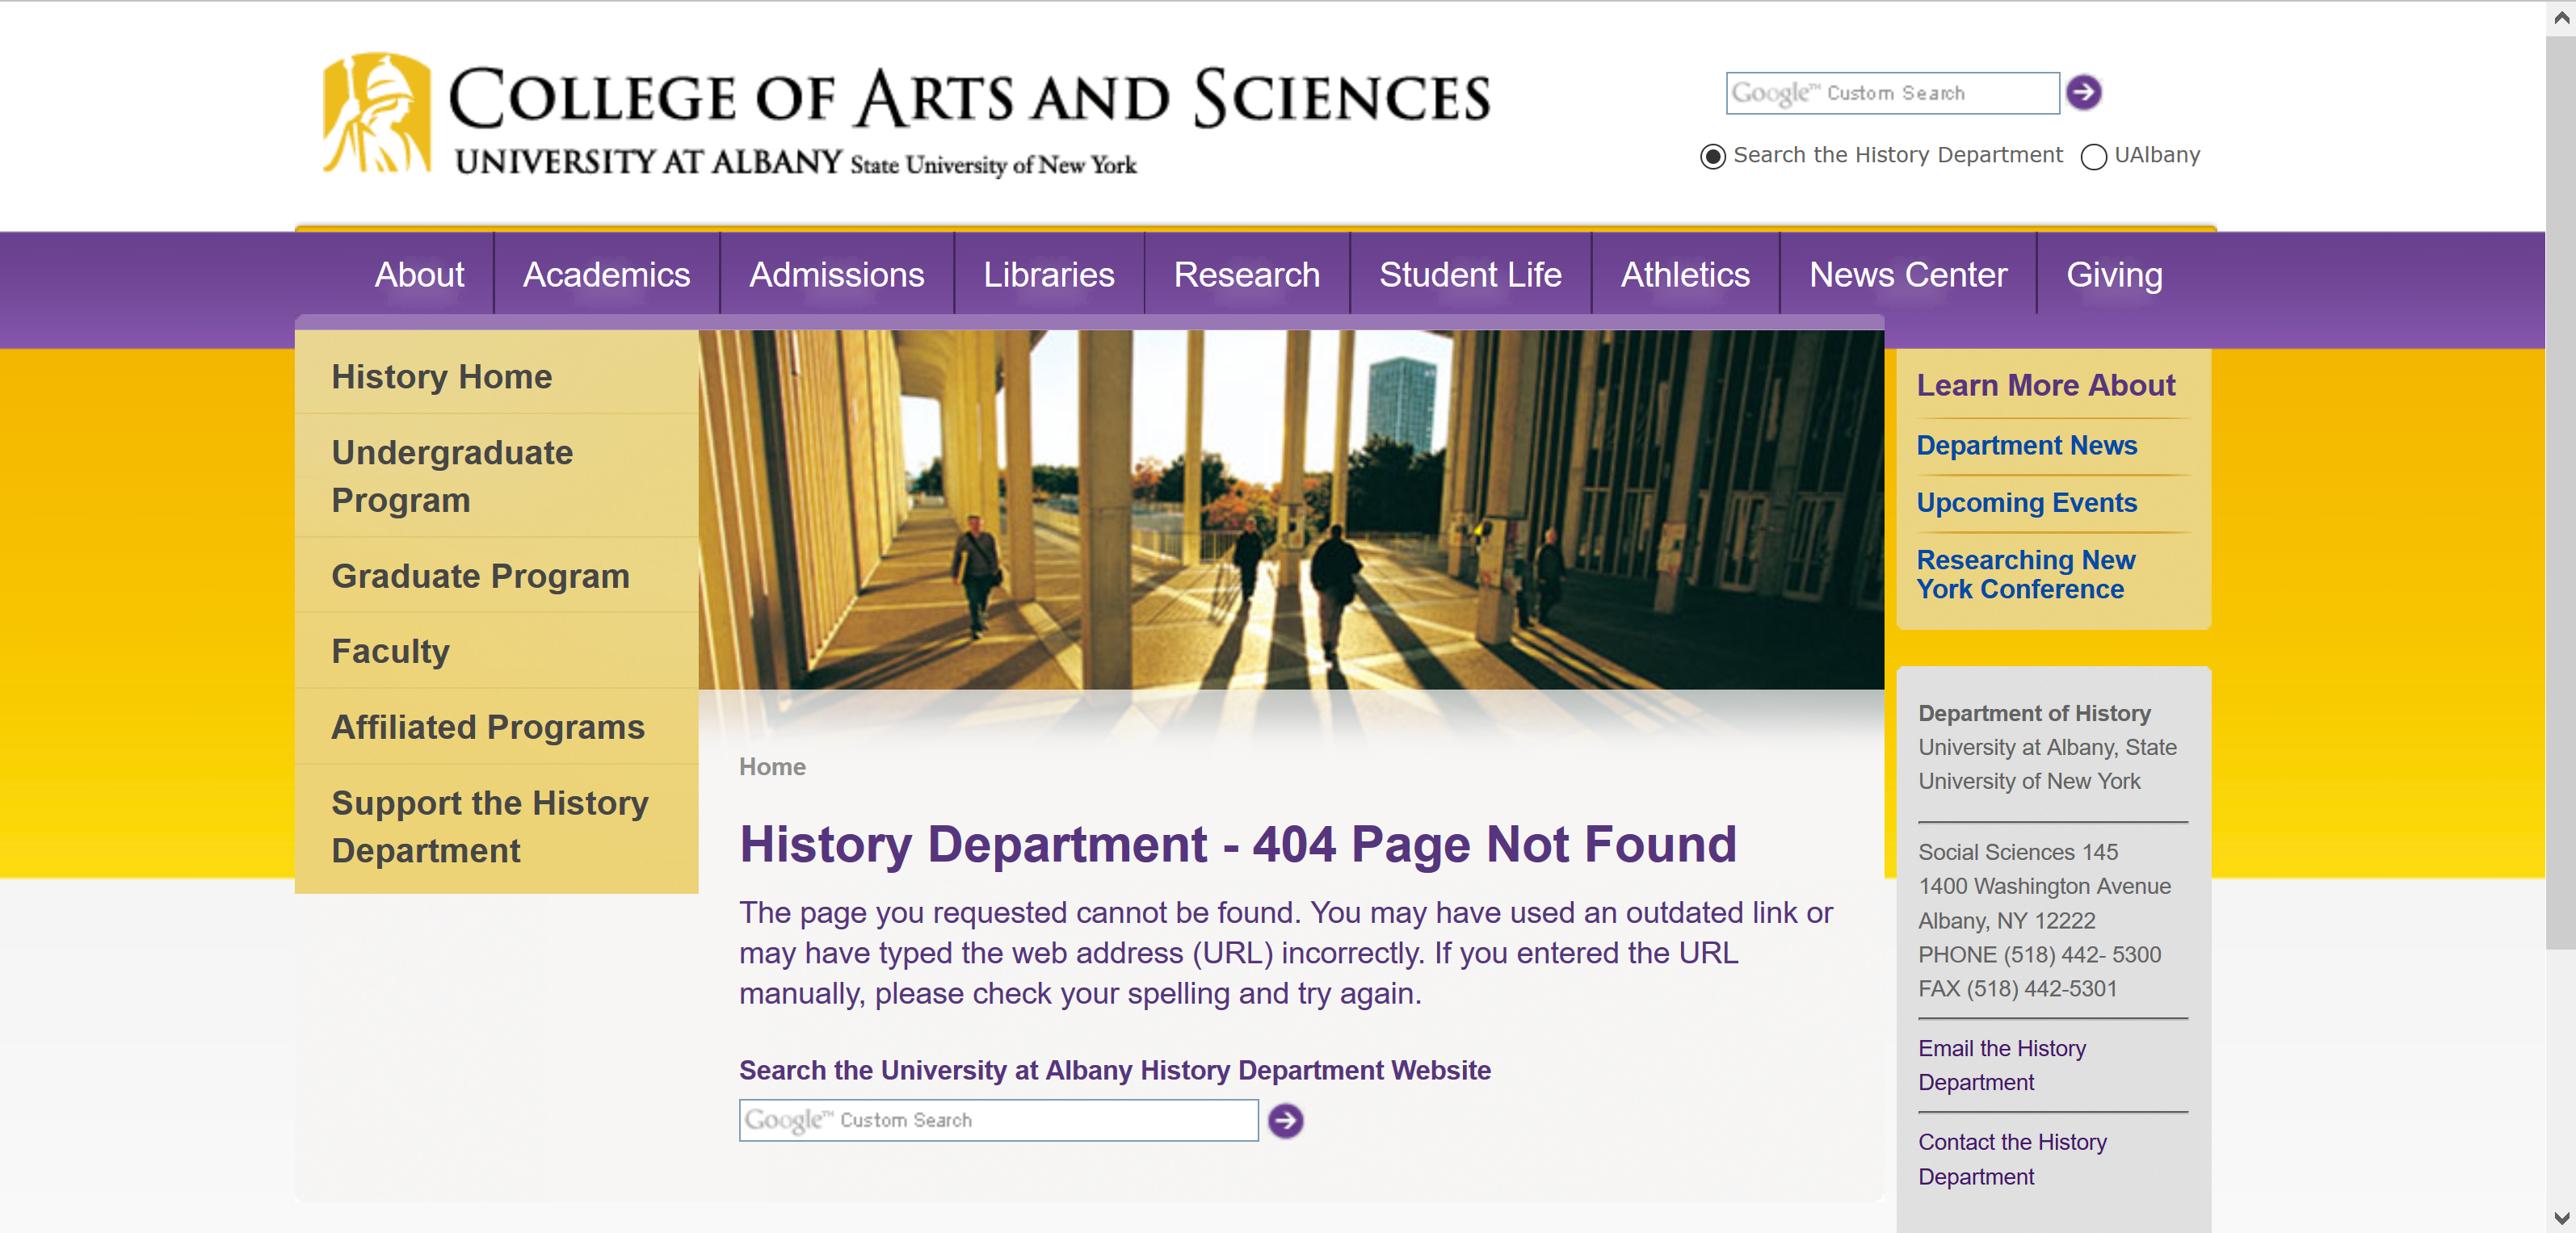 COLLEGE OF ARTS AND SCIENCES
UNIVERSITY AT ALBANY State University of New York
Google™ Custom Search
Search the History Department UAlbany
About Academics Admissions Libraries Research Student Life Athletics News Center Giving
History Home
Undergraduate
Program
Graduate Program
Faculty
Affiliated Programs
Support the History
Department
Home
History Department - 404 Page Not Found
The page you requested cannot be found. You may have used an outdated link or
may have typed the web address (URL) incorrectly. If you entered the URL
manually, please check your spelling and try again.
Search the University at Albany History Department Website
Google™ Custom Search
Learn More About
Department News
Upcoming Events
Researching New
York Conference
Department of History
University at Albany, State
University of New York
Social Sciences 145
1400 Washington Avenue
Albany, NY 12222
PHONE (518) 442- 5300
FAX (518) 442-5301
Email the History
Department
Contact the History
Department